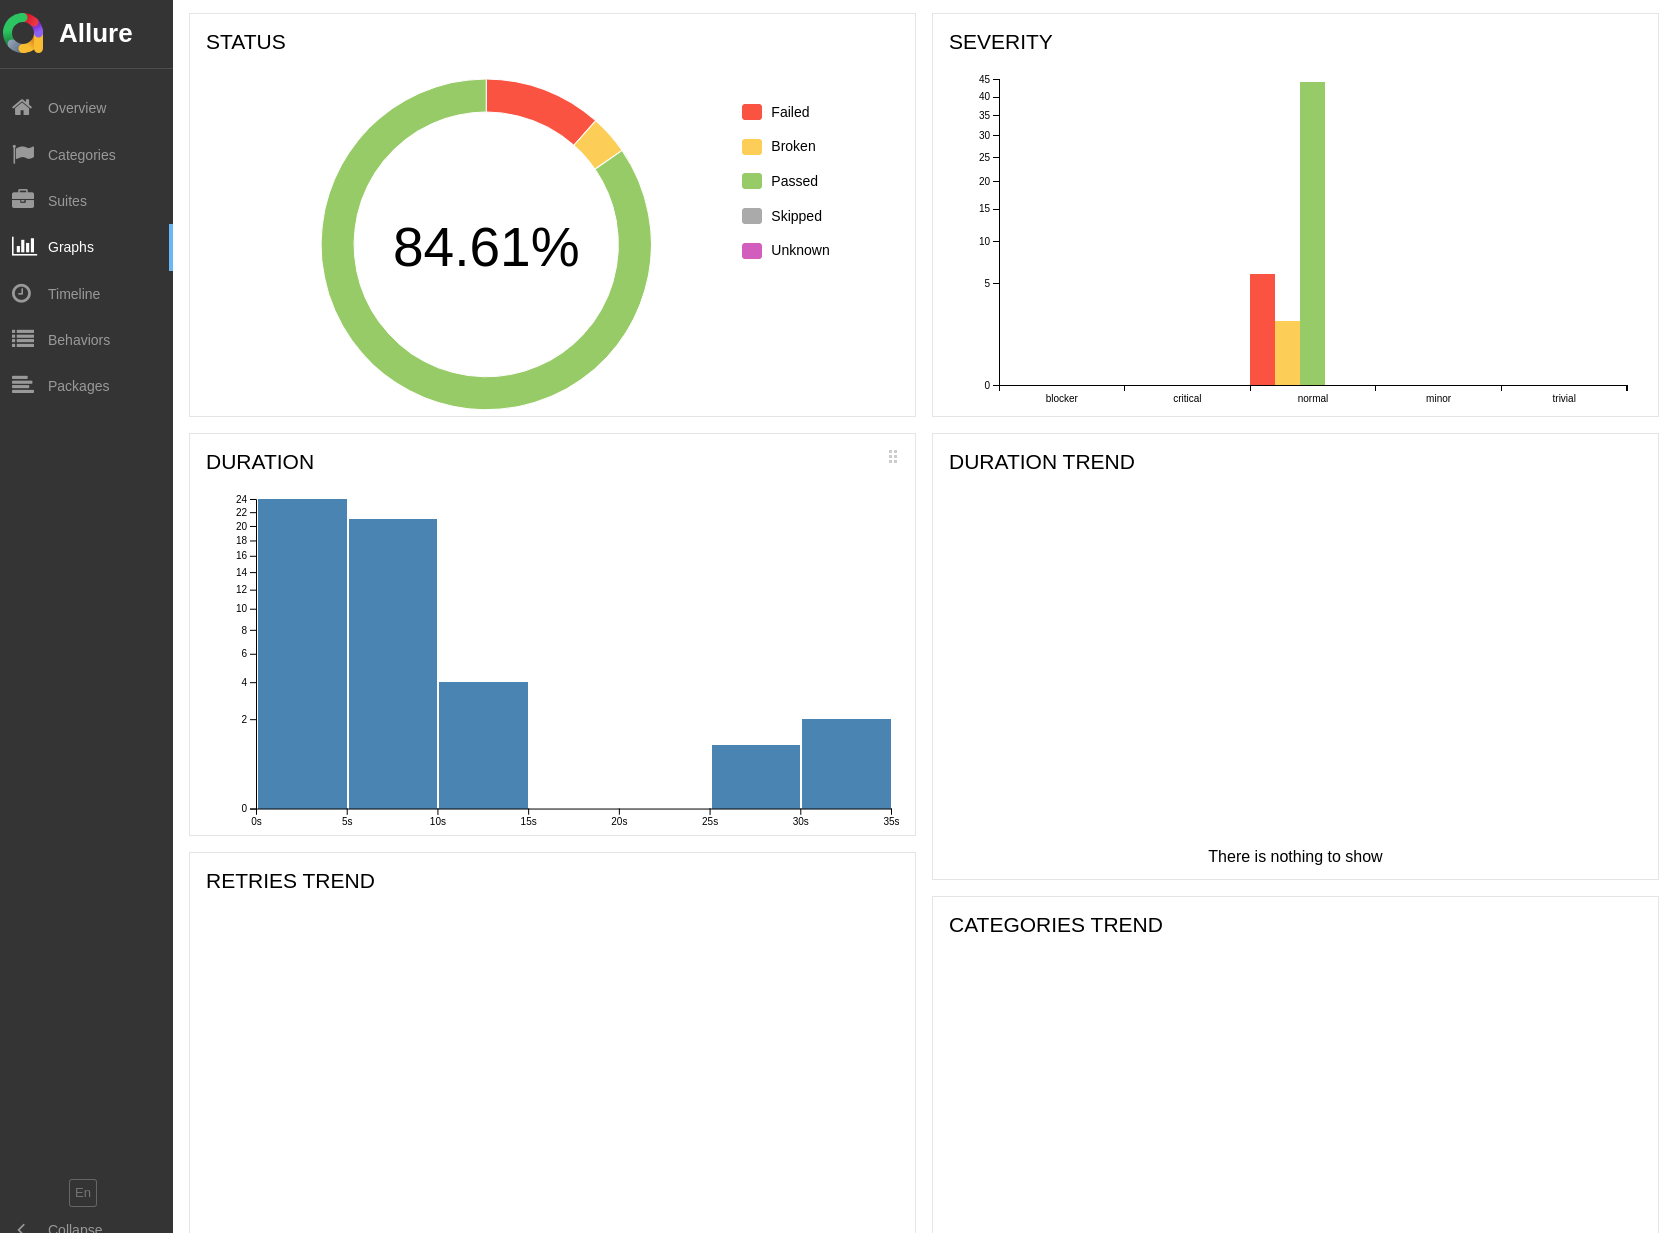 Allure
Overview
Categories
Suites
Graphs
Timeline
Behaviors
Packages
En
Collapse
STATUS
84.61%
Failed
Broken
Passed
Skipped
Unknown
SEVERITY
45
40
35
30
25
20
15
10
5
0
blocker critical normal minor trivial
DURATION
24
22
20
18
16
14
12
10
8
6
4
2
0
0s 5s 10s 15s 20s 25s 30s 35s
DURATION TREND
There is nothing to show
RETRIES TREND
CATEGORIES TREND